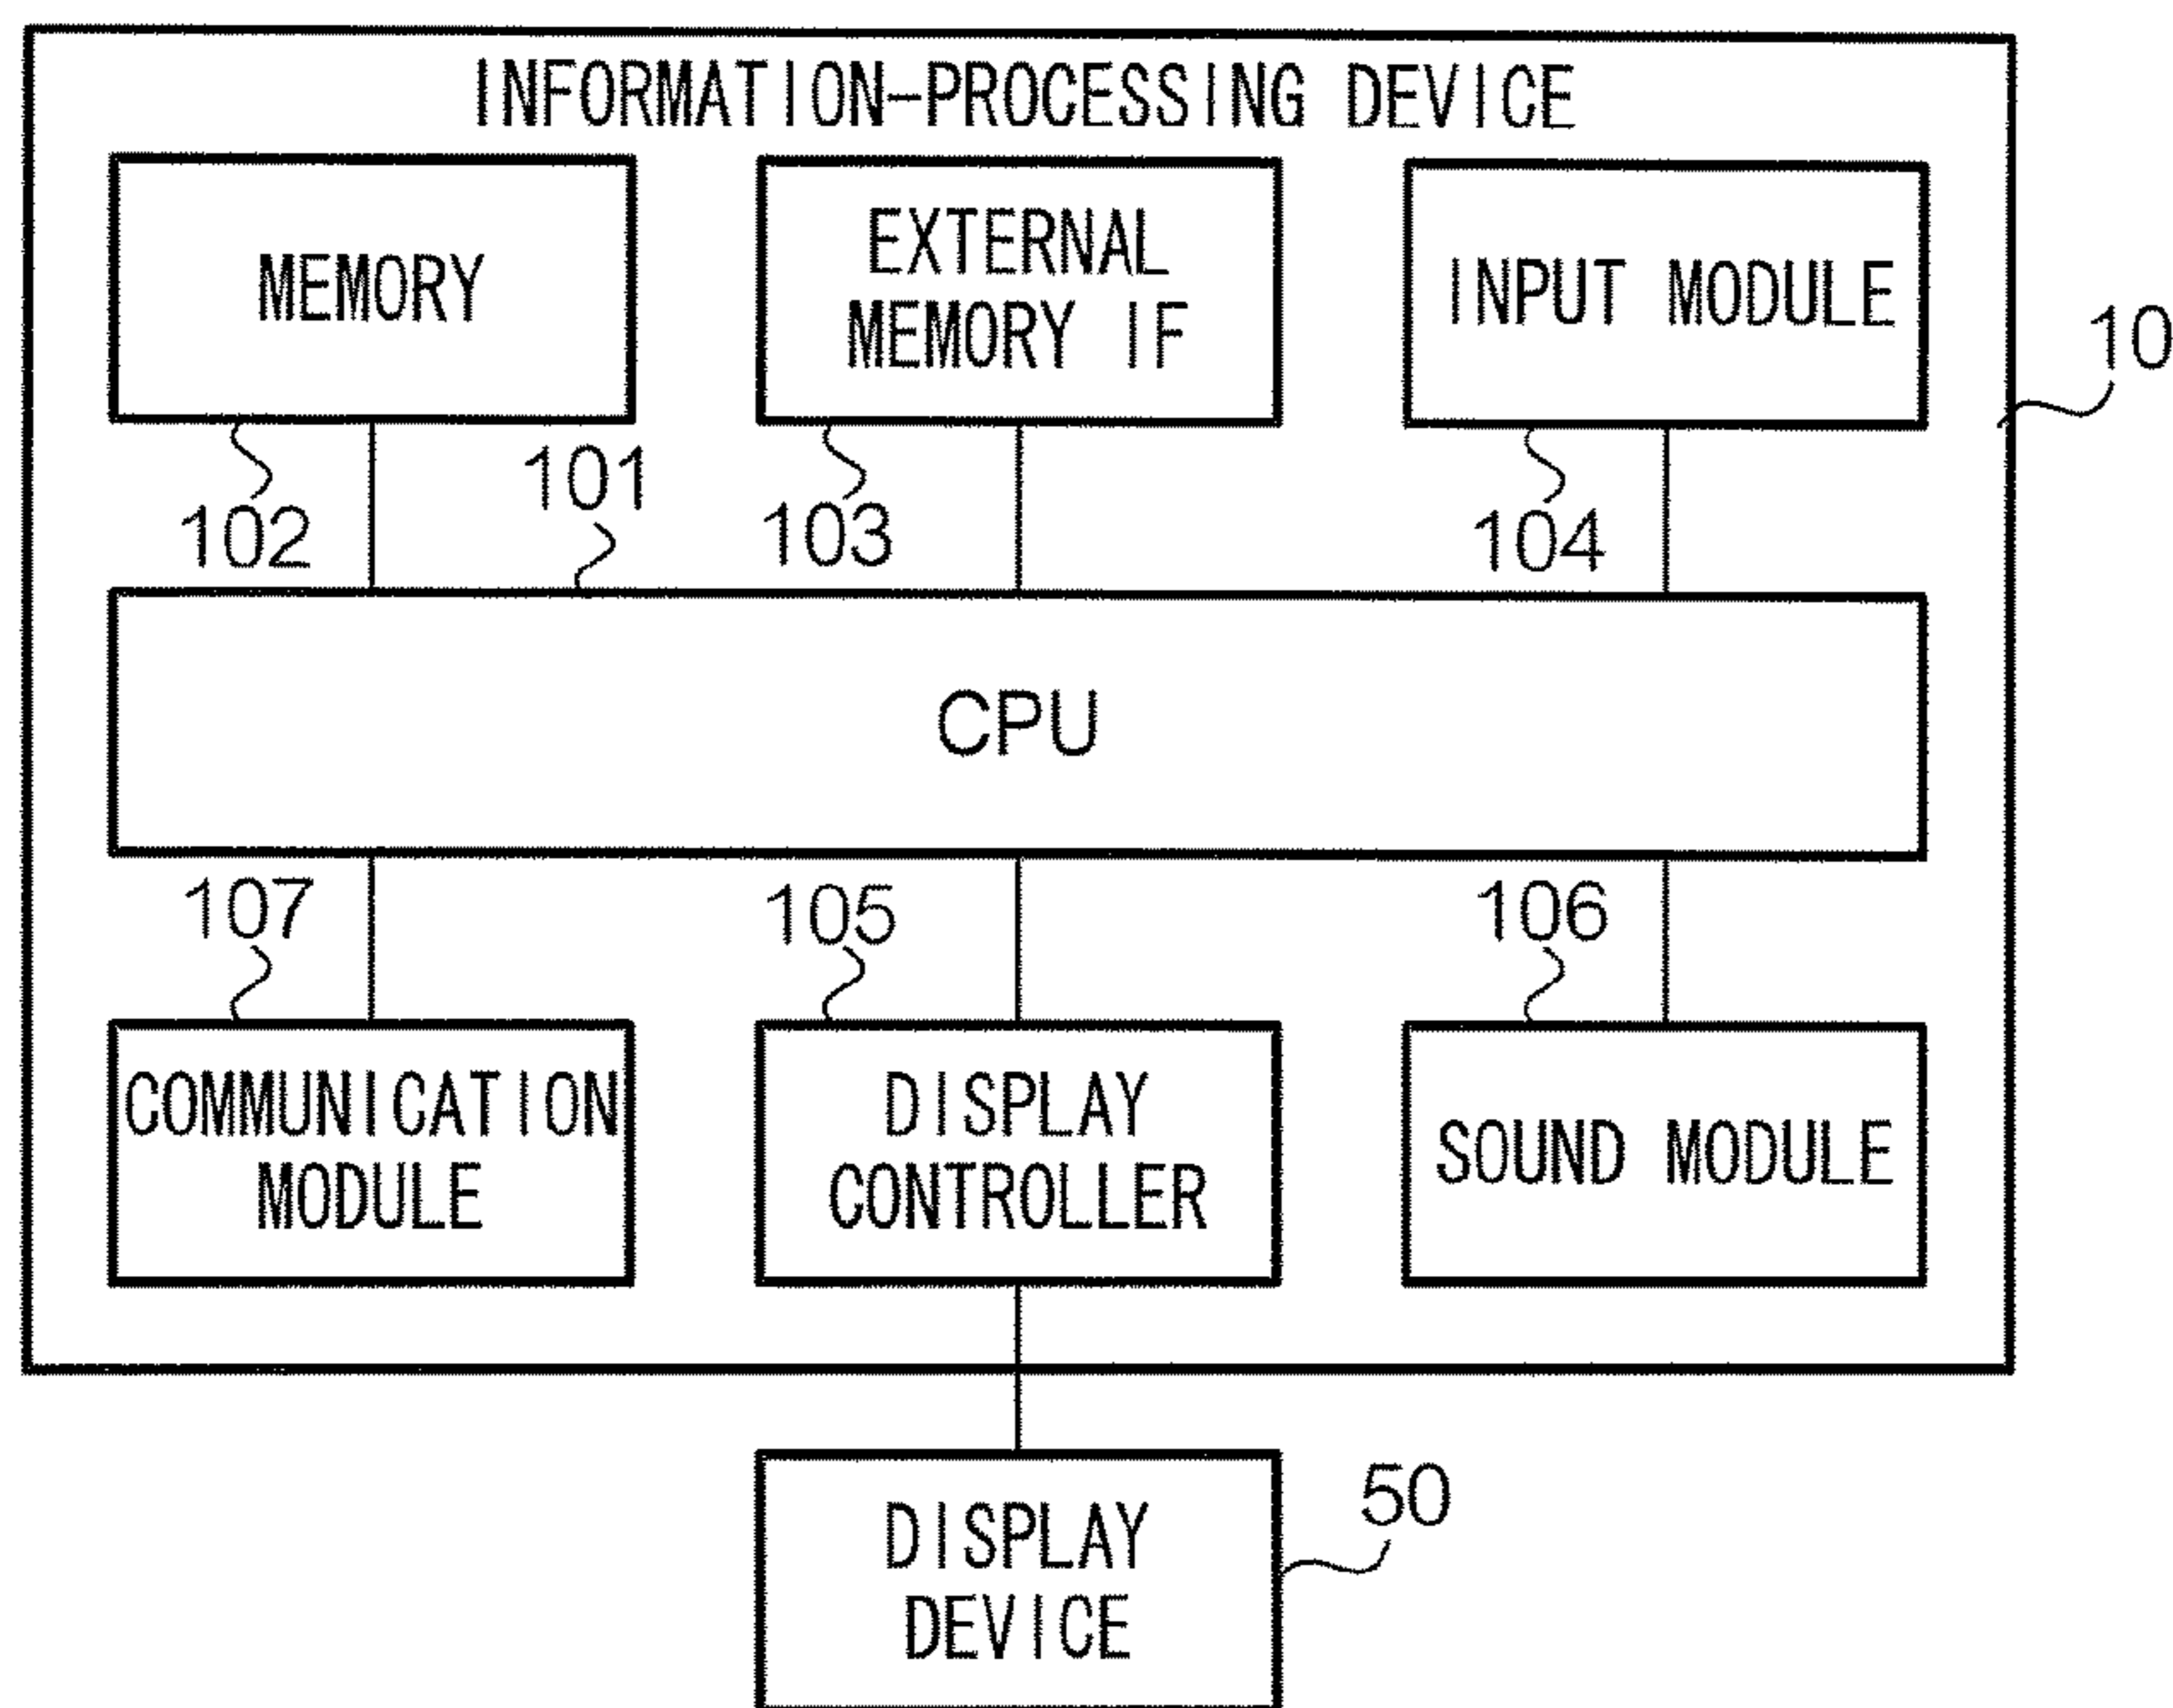 INFORMATION-PROCESSING DEVICE
MEMORY
EXTERNAL
MEMORY IF
INPUT MODULE
10
102
101
103
104
CPU
107
105
106
COMMUNICATION
MODULE
DISPLAY
CONTROLLER
SOUND MODULE
DISPLAY
DEVICE
50